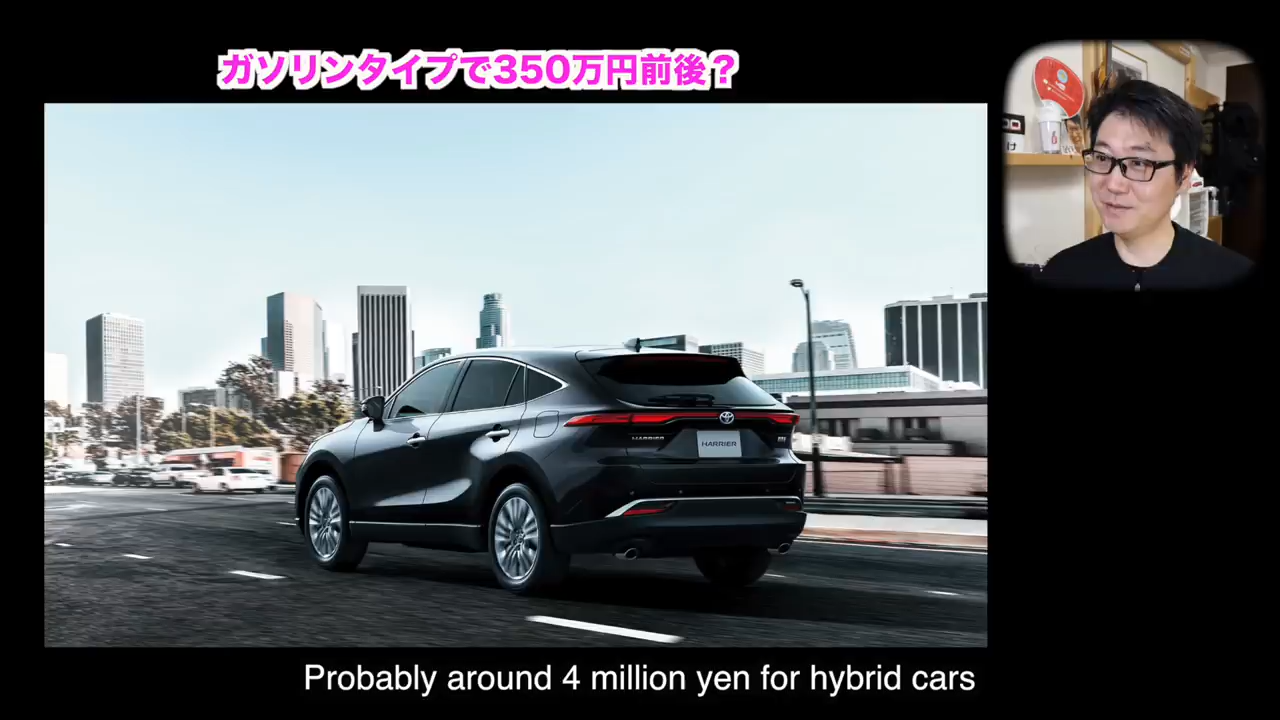 ガソリンタイプで350万円前後？
HARRIER
HARRIER
Probably around 4 million yen for hybrid cars